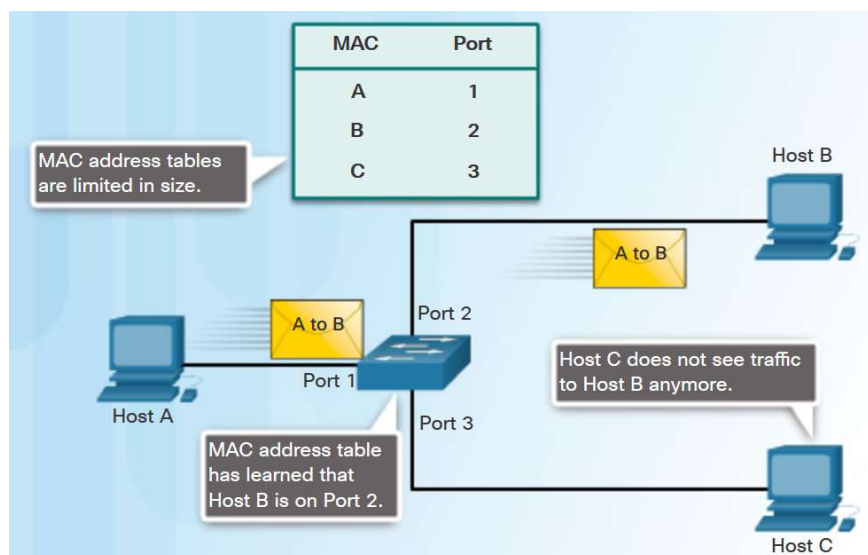 MAC Port
A 1
B 2
C 3
MAC address tables
are limited in size.
Host B
A to B
A to B
Port 2
Port 1
Host A
Host C does not see traffic
to Host B anymore.
Port 3
MAC address table
has learned that
Host B is on Port 2.
Host C